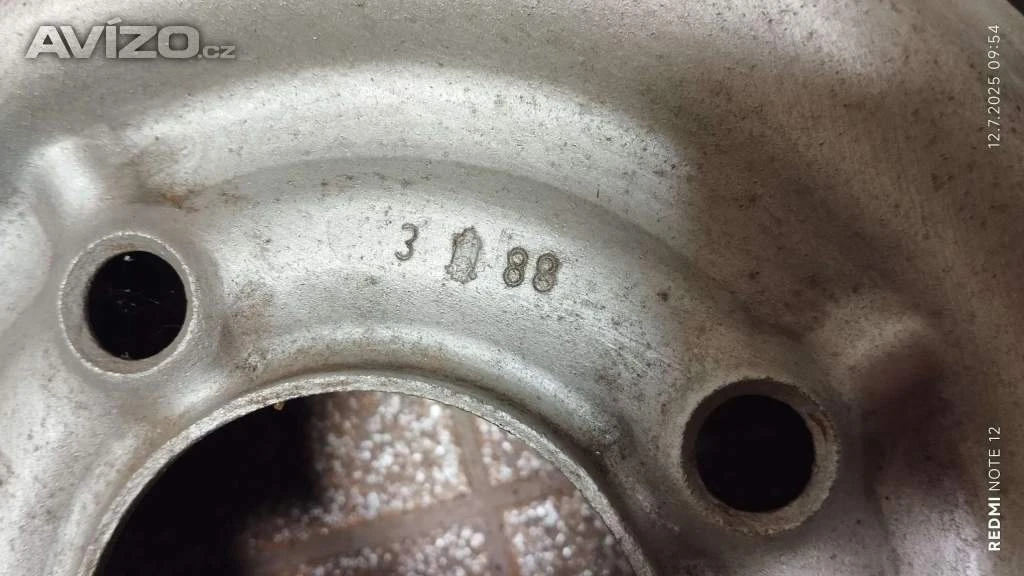 AVÍZO.cz
3 88
12.7.2025 09:54
REDMI NOTE 12